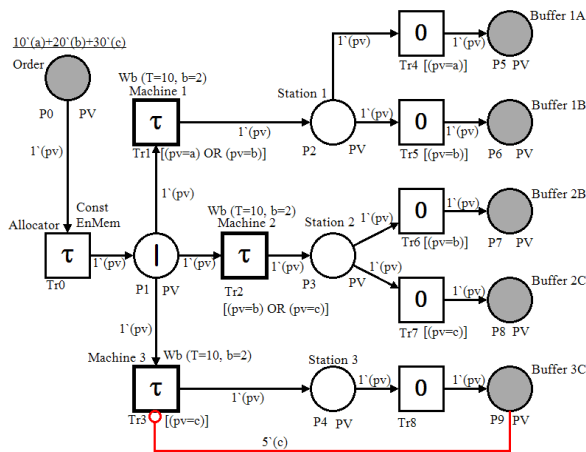 10`(a)+20`(b)+30`(c)
Order
P0 PV
1`(pv)
Allocator
Const
EnMem
τ
Tr0
1`(pv)
I
P1 PV
1`(pv)
Wb (T=10, b=2)
Machine 1
τ
Tr1 [(pv=a) OR (pv=b)]
1`(pv)
Station 1
P2 PV
1`(pv)
0
Tr4 [(pv=a)]
1`(pv)
Buffer 1A
P5 PV
1`(pv)
0
Tr5 [(pv=b)]
1`(pv)
Buffer 1B
P6 PV
1`(pv)
Wb (T=10, b=2)
Machine 2
τ
Tr2
[(pv=b) OR (pv=c)]
1`(pv)
Station 2
P3 PV
1`(pv)
0
Tr6 [(pv=b)]
1`(pv)
Buffer 2B
P7 PV
1`(pv)
0
Tr7 [(pv=c)]
1`(pv)
Buffer 2C
P8 PV
1`(pv)
Machine 3
Wb (T=10, b=2)
τ
Tr3 [(pv=c)]
1`(pv)
Station 3
P4 PV
1`(pv)
0
Tr8
1`(pv)
Buffer 3C
P9 PV
5`(c)